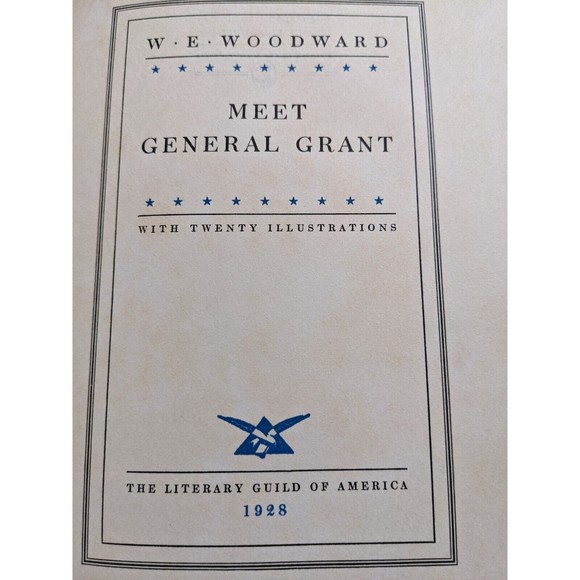 W · E · WOODWARD
MEET
GENERAL GRANT
WITH TWENTY ILLUSTRATIONS
THE LITERARY GUILD OF AMERICA
1928